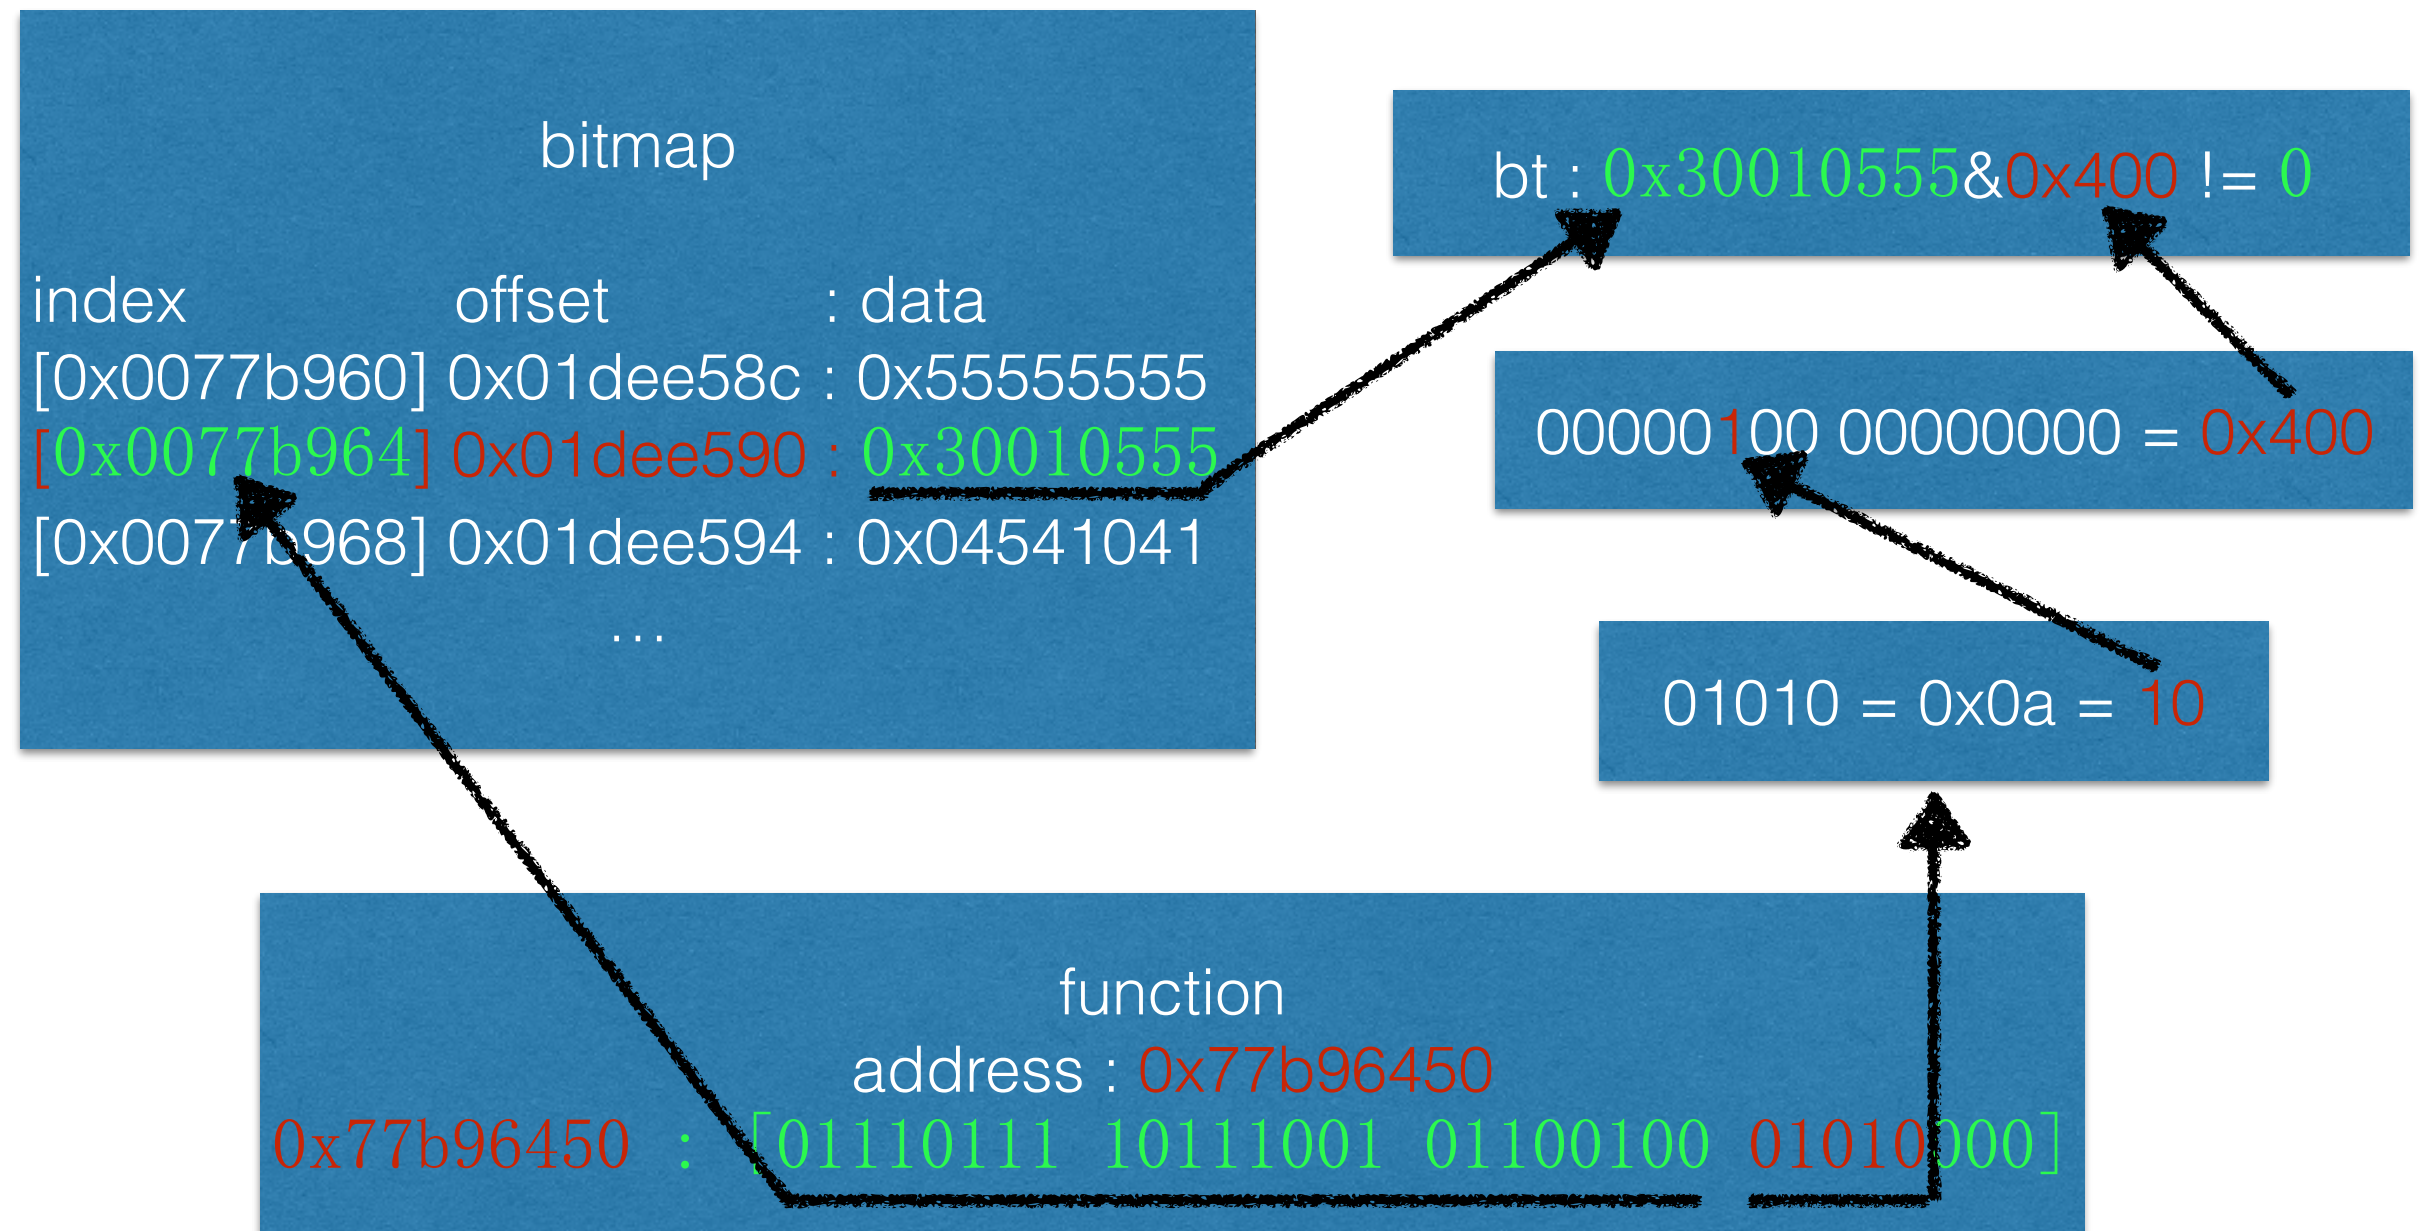 bitmap
index offset : data
[0x0077b960] 0x01dee58c : 0x55555555
[0x0077b964] 0x01dee590 : 0x30010555
[0x0077b968] 0x01dee594 : 0x04541041
...
bt : 0x30010555&0x400 != 0
00000100 00000000 = 0x400
01010 = 0x0a = 10
function
address : 0x77b96450
0x77b96450 : [01110111 10111001 01100100 01010000]